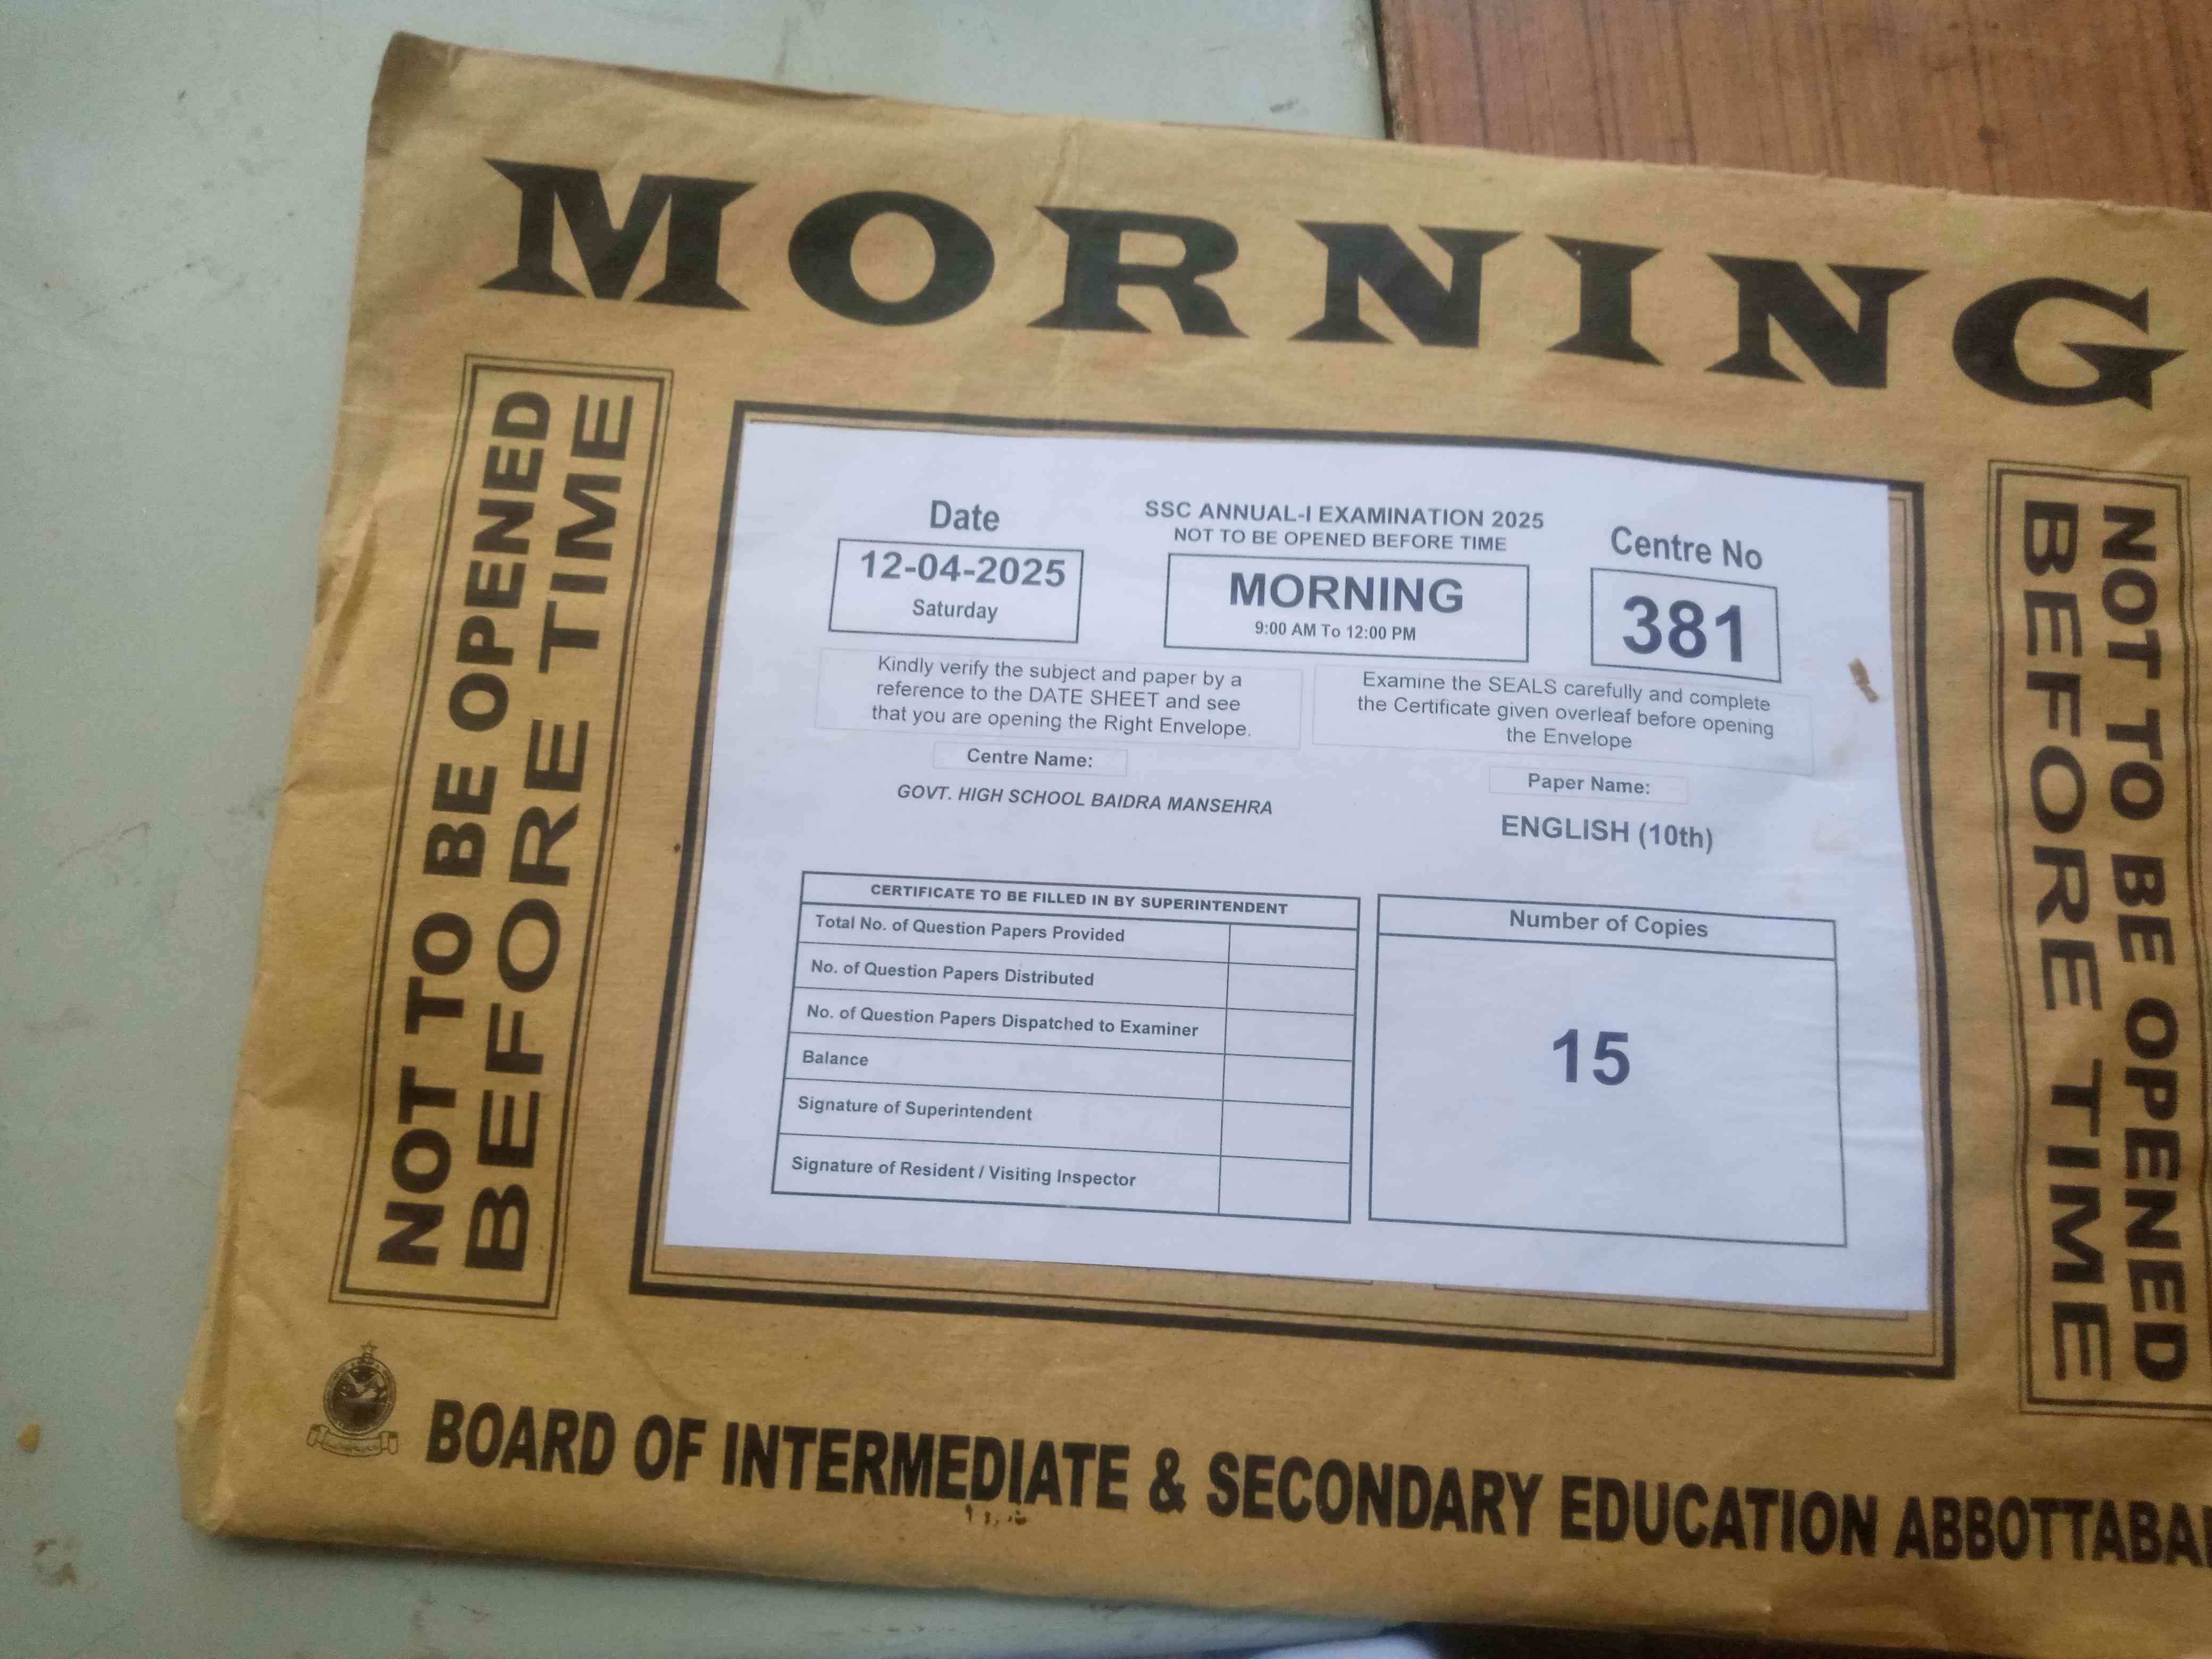 MORNING
NOT TO BE OPENED
BEFORE TIME
Date
12-04-2025
Saturday
SSC ANNUAL-I EXAMINATION 2025
NOT TO BE OPENED BEFORE TIME
MORNING
9:00 AM To 12:00 PM
Centre No
381
Kindly verify the subject and paper by a
reference to the DATE SHEET and see
that you are opening the Right Envelope.
Examine the SEALS carefully and complete
the Certificate given overleaf before opening
the Envelope
Centre Name:
GOVT. HIGH SCHOOL BAIDRA MANSEHRA
Paper Name:
ENGLISH (10th)
CERTIFICATE TO BE FILLED IN BY SUPERINTENDENT
Total No. of Question Papers Provided
No. of Question Papers Distributed
No. of Question Papers Dispatched to Examiner
Balance
Signature of Superintendent
Signature of Resident / Visiting Inspector
Number of Copies
15
NOT TO BE OPENED
BEFORE TIME
BOARD OF INTERMEDIATE & SECONDARY EDUCATION ABBOTTABA